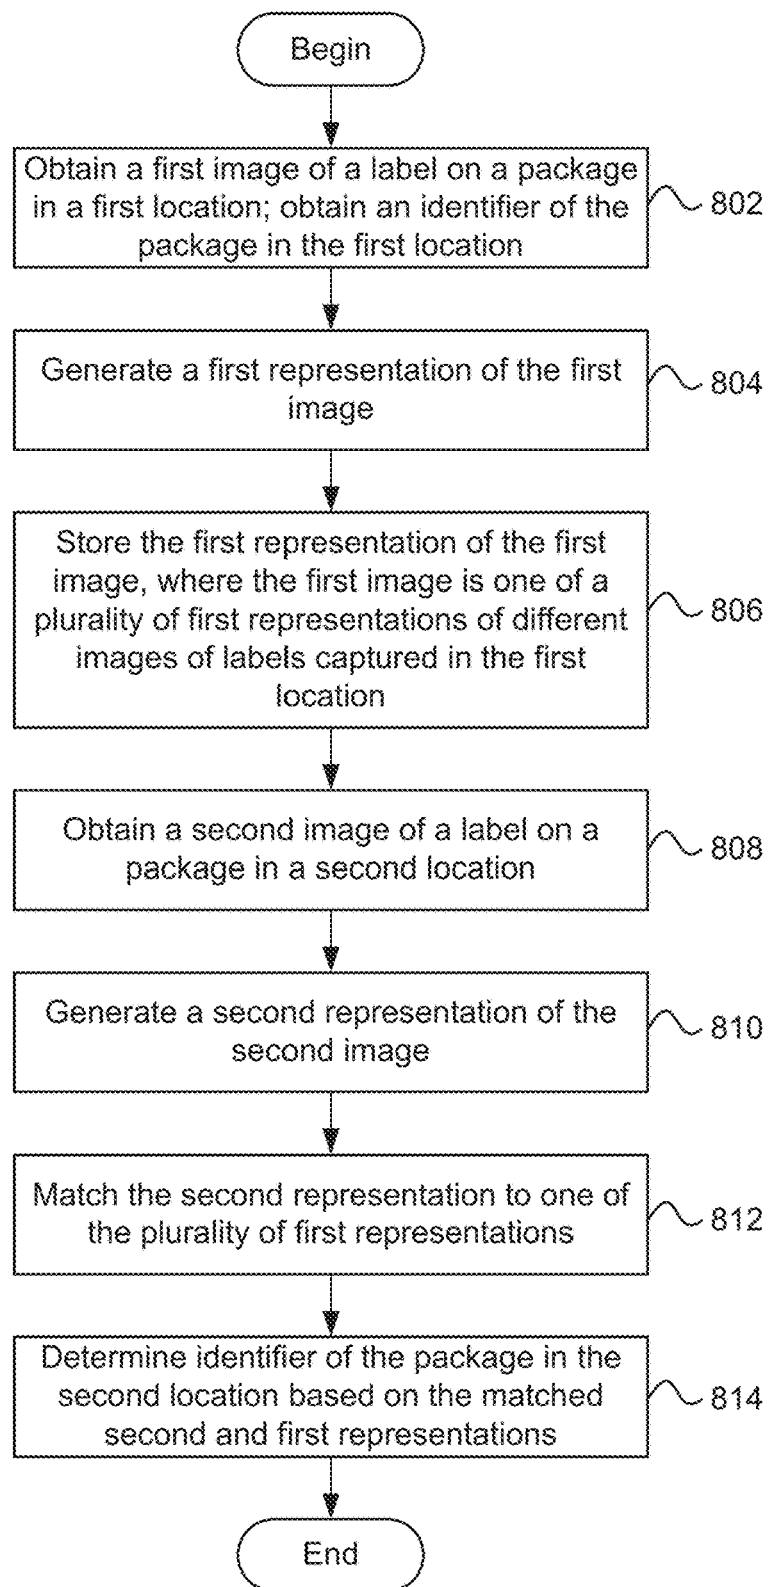 Begin
Obtain a first image of a label on a package
in a first location; obtain an identifier of the
package in the first location
802
Generate a first representation of the first
image
804
Store the first representation of the first
image, where the first image is one of a
plurality of first representations of different
images of labels captured in the first
location
806
Obtain a second image of a label on a
package in a second location
808
Generate a second representation of the
second image
810
Match the second representation to one of
the plurality of first representations
812
Determine identifier of the package in the
second location based on the matched
second and first representations
814
End